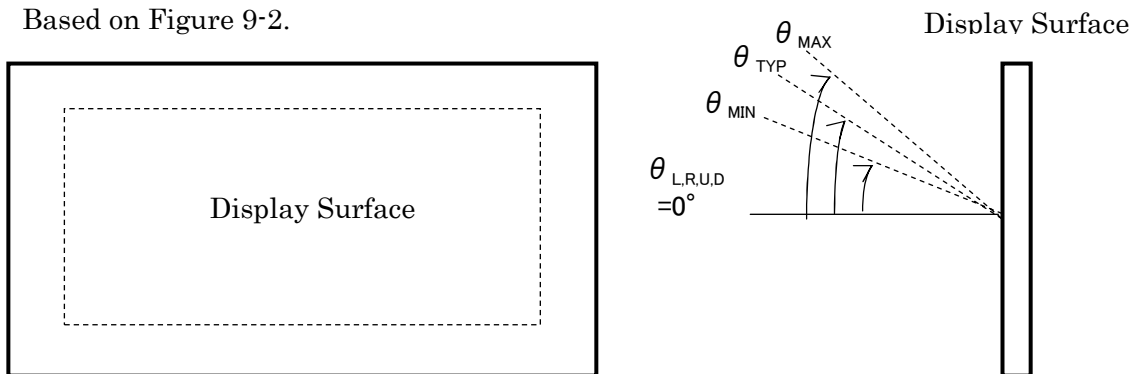 Based on Figure 9-2.
Display Surface
Display Surface
θ MAX
θ TYP
θ MIN
θ L,R,U,D
=0°